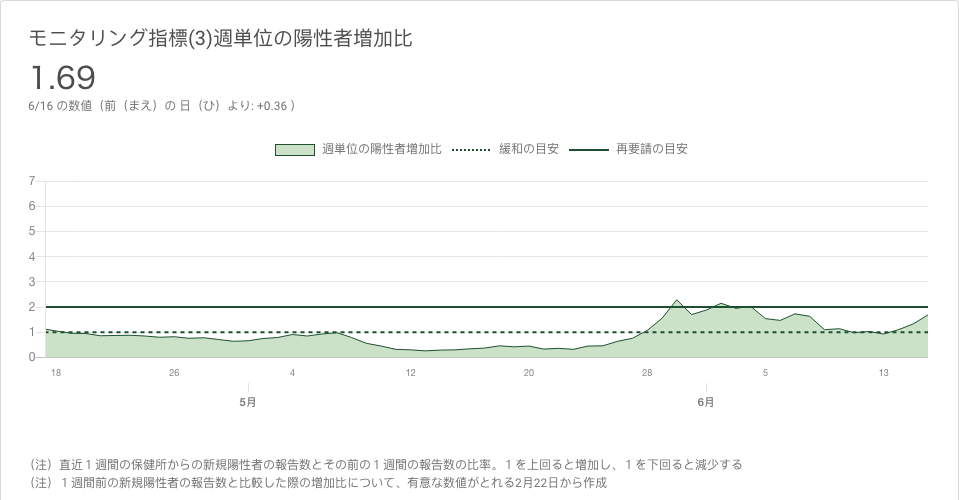 モニタリング指標(3)週単位の陽性者増加比
1.69
6/16 の数値（前（まえ）の 日（ひ）より: +0.36 ）
週単位の陽性者増加比 緩和の目安 再要請の目安
7
6
5
4
3
2
1
0
18 26 4 12 20 28 5 13
5月 6月
（注）直近１週間の保健所からの新規陽性者の報告数とその前の１週間の報告数の比率。１を上回ると増加し、１を下回ると減少する
（注）１週間前の新規陽性者の報告数と比較した際の増加比について、有意な数値がとれる2月22日から作成